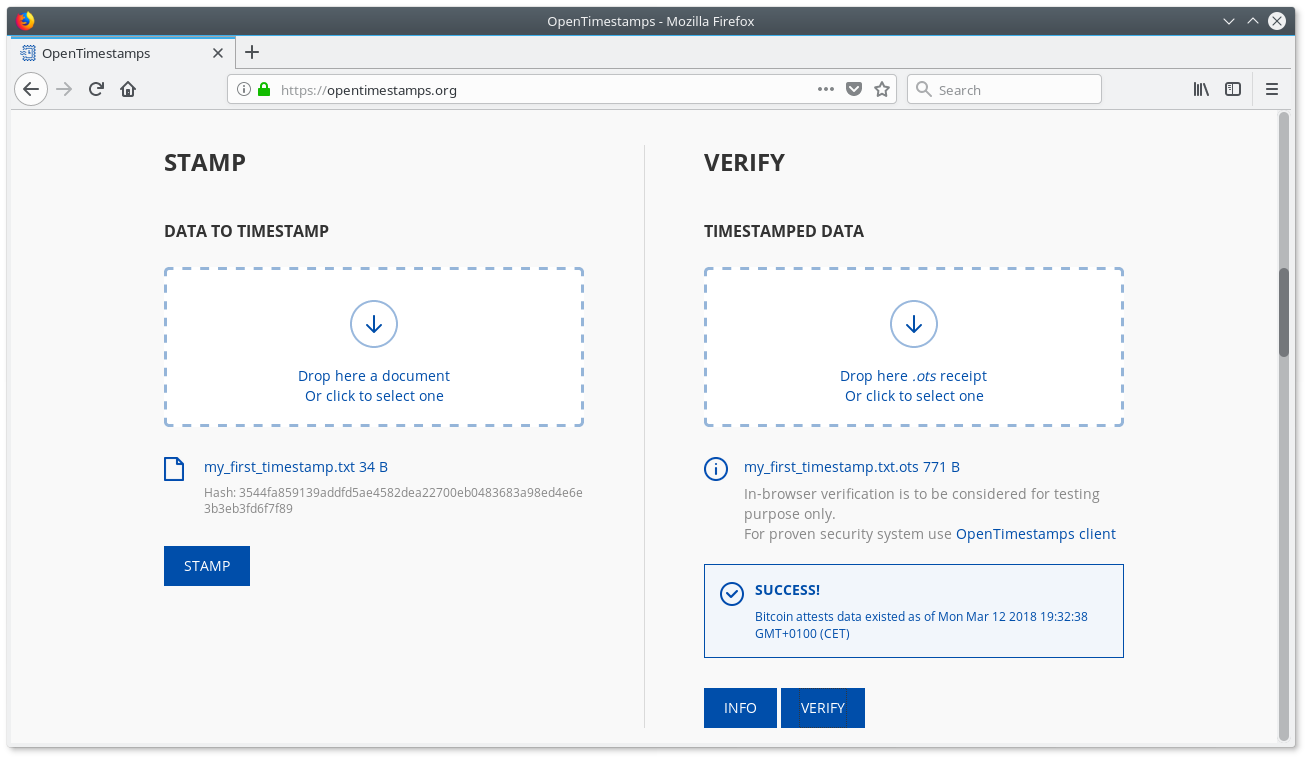 OpenTimestamps - Mozilla Firefox
OpenTimestamps
https://opentimestamps.org
Search
STAMP
DATA TO TIMESTAMP
Drop here a document
Or click to select one
my_first_timestamp.txt 34 B
Hash: 3544fa859139addfd5ae4582dea22700eb0483683a98ed4e6e
3b3eb3fd6f7f89
STAMP
VERIFY
TIMESTAMPED DATA
Drop here .ots receipt
Or click to select one
my_first_timestamp.txt.ots 771 B
In-browser verification is to be considered for testing
purpose only.
For proven security system use OpenTimestamps client
SUCCESS!
Bitcoin attests data existed as of Mon Mar 12 2018 19:32:38
GMT+0100 (CET)
INFO
VERIFY